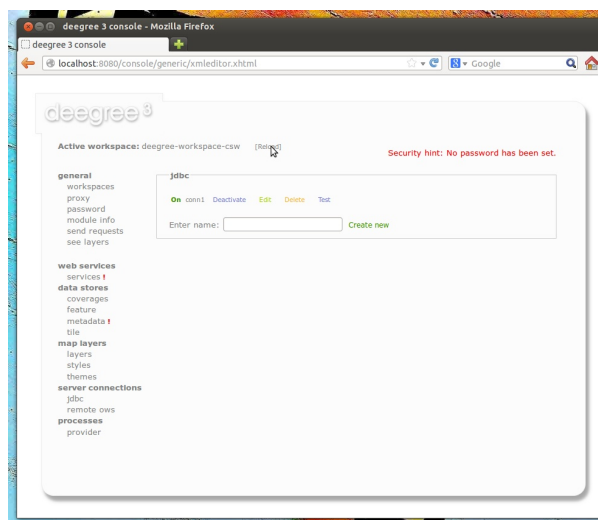 deegree 3 console - Mozilla Firefox
deegree 3 console
localhost:8080/console/generic/xmleditor.xhtml
Google
deegree 3
Active workspace: deegree-workspace-csw [Reload]
Security hint: No password has been set.
general
workspaces
proxy
password
module info
send requests
see layers
web services
services !
data stores
coverages
feature
metadata !
tile
map layers
layers
styles
themes
server connections
jdbc
remote ows
processes
provider
jdbc
On conn1 Deactivate Edit Delete Test
Enter name: Create new